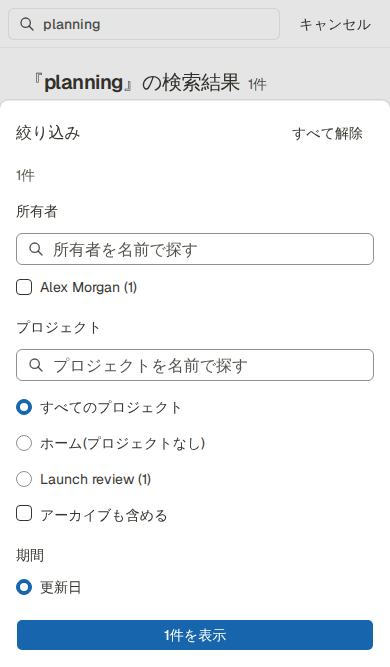 planning
キャンセル
『planning』の検索結果 1件
絞り込み
すべて解除
1件
所有者
所有者を名前で探す
Alex Morgan (1)
プロジェクト
プロジェクトを名前で探す
すべてのプロジェクト
ホーム(プロジェクトなし)
Launch review (1)
アーカイブも含める
期間
更新日
1件を表示